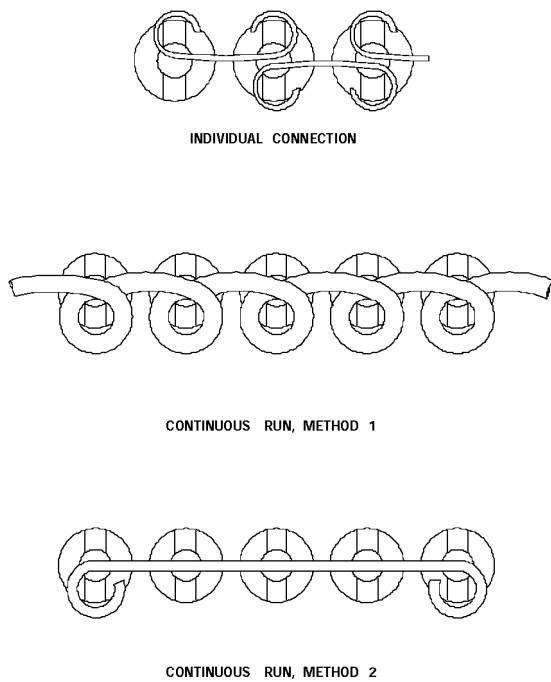 INDIVIDUAL CONNECTION
CONTINUOUS RUN, METHOD 1
CONTINUOUS RUN, METHOD 2